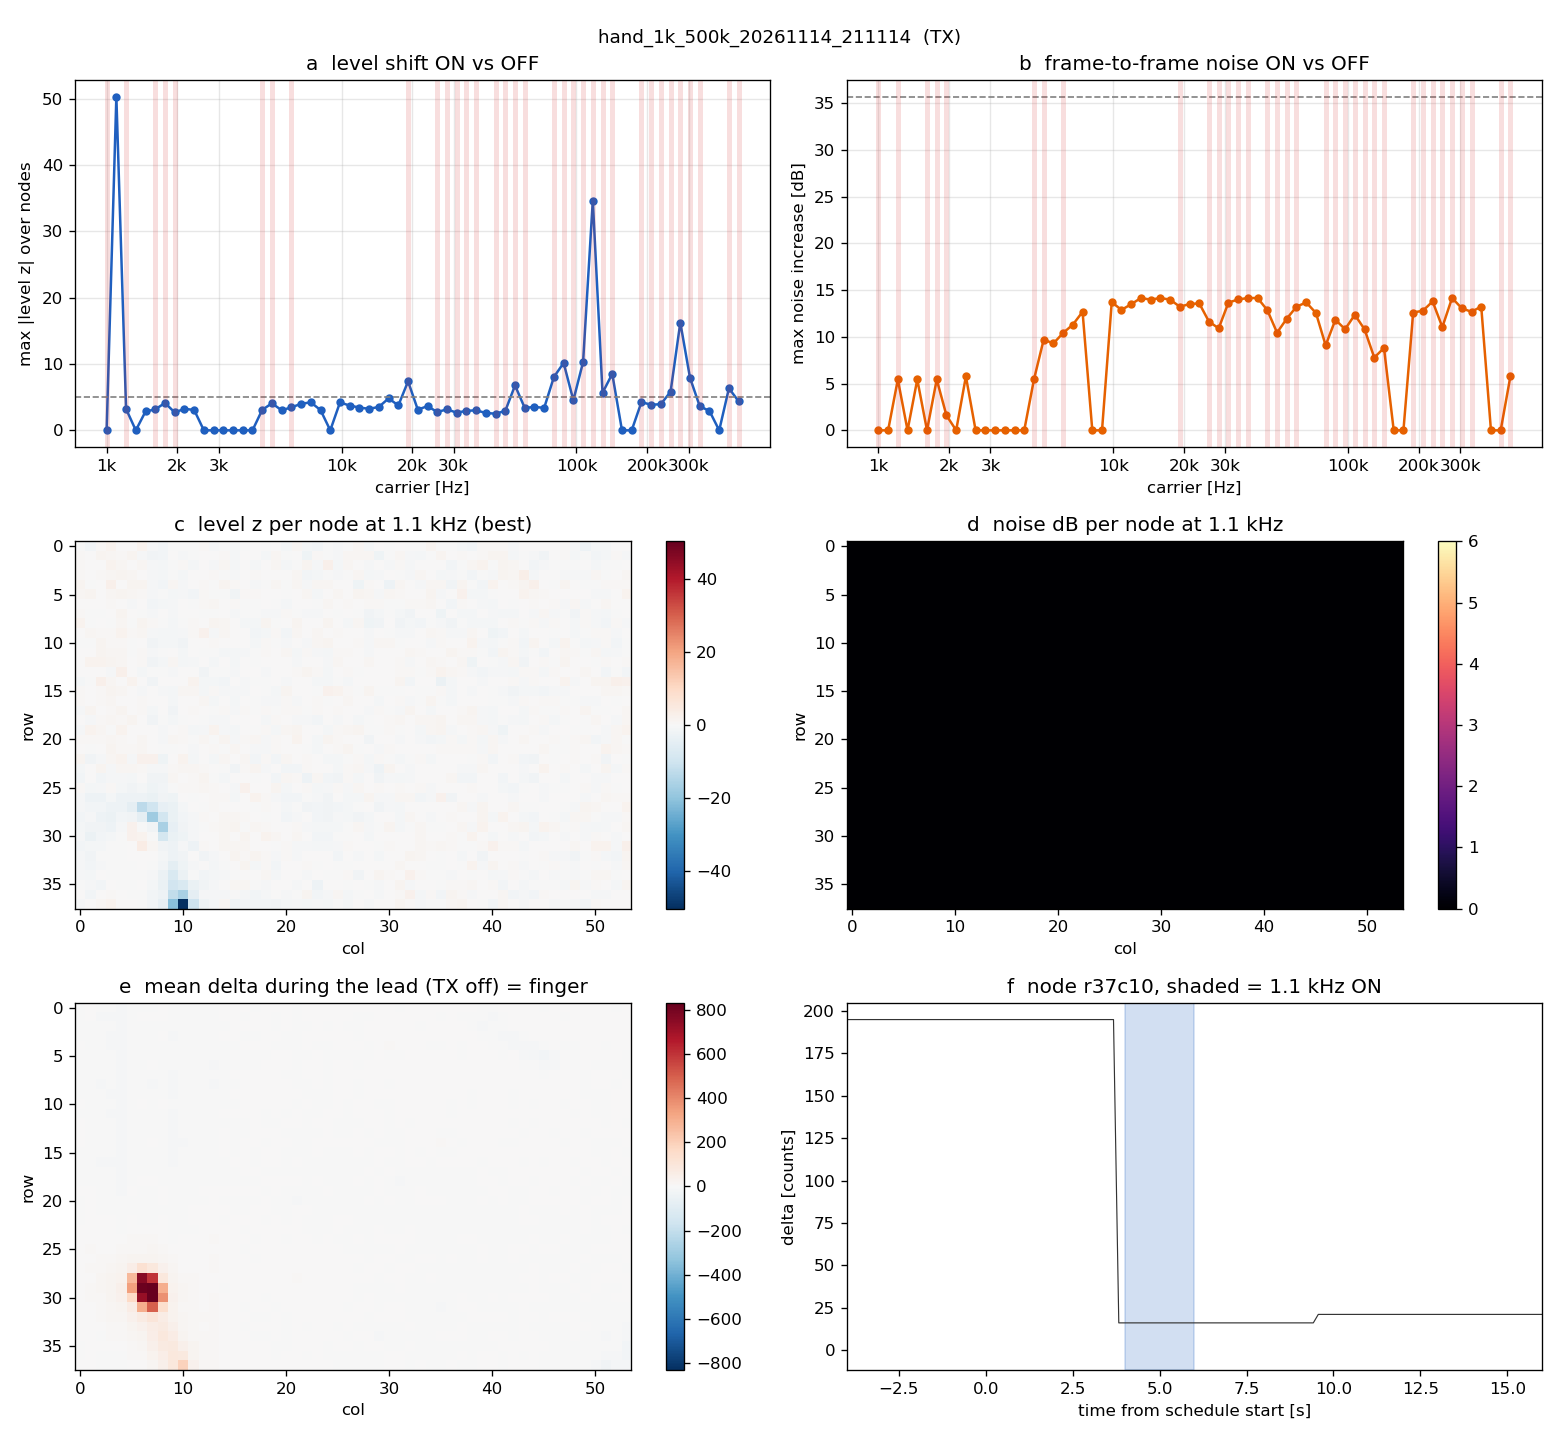 hand_1k_500k_20261114_211114 (TX)
a level shift ON vs OFF
max |level z| over nodes
50
40
30
20
10
0
1k 2k 3k 10k 20k 30k 100k 200k 300k
carrier [Hz]
b frame-to-frame noise ON vs OFF
max noise increase [dB]
35
30
25
20
15
10
5
0
1k 2k 3k 10k 20k 30k 100k 200k 300k
carrier [Hz]
c level z per node at 1.1 kHz (best)
row
0
5
10
15
20
25
30
35
0 10 20 30 40 50
col
40
20
0
−20
−40
d noise dB per node at 1.1 kHz
row
0
5
10
15
20
25
30
35
0 10 20 30 40 50
col
6
5
4
3
2
1
0
e mean delta during the lead (TX off) = finger
row
0
5
10
15
20
25
30
35
0 10 20 30 40 50
col
800
600
400
200
0
−200
−400
−600
−800
f node r37c10, shaded = 1.1 kHz ON
delta [counts]
200
175
150
125
100
75
50
25
0
−2.5 0.0 2.5 5.0 7.5 10.0 12.5 15.0
time from schedule start [s]